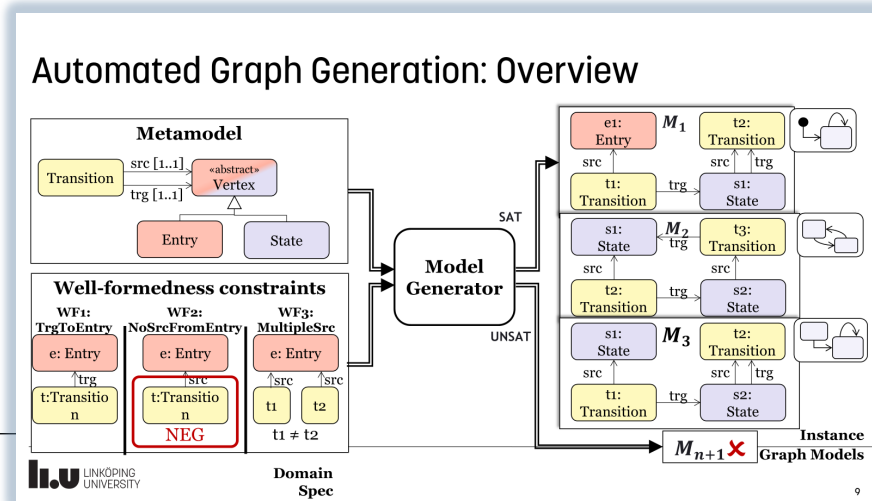 Automated Graph Generation: Overview
Metamodel
Transition
src [1..1]
trg [1..1]
«abstract»
Vertex
Entry
State
Well-formedness constraints
WF1:
TrgToEntry
e: Entry
trg
t:Transitio
n
WF2:
NoSrcFromEntry
e: Entry
src
t:Transitio
n
NEG
WF3:
MultipleSrc
e: Entry
src
src
t1
t2
t1 ≠ t2
Domain
Spec
Model
Generator
SAT
UNSAT
M1
e1:
Entry
t2:
Transition
src
src
trg
t1:
Transition
trg
s1:
State
M2
s1:
State
trg
t3:
Transition
src
src
t2:
Transition
trg
s2:
State
M3
s1:
State
t2:
Transition
src
src
trg
t1:
Transition
trg
s2:
State
Mn+1 ✘
Instance
Graph Models
LINKÖPING
UNIVERSITY
9